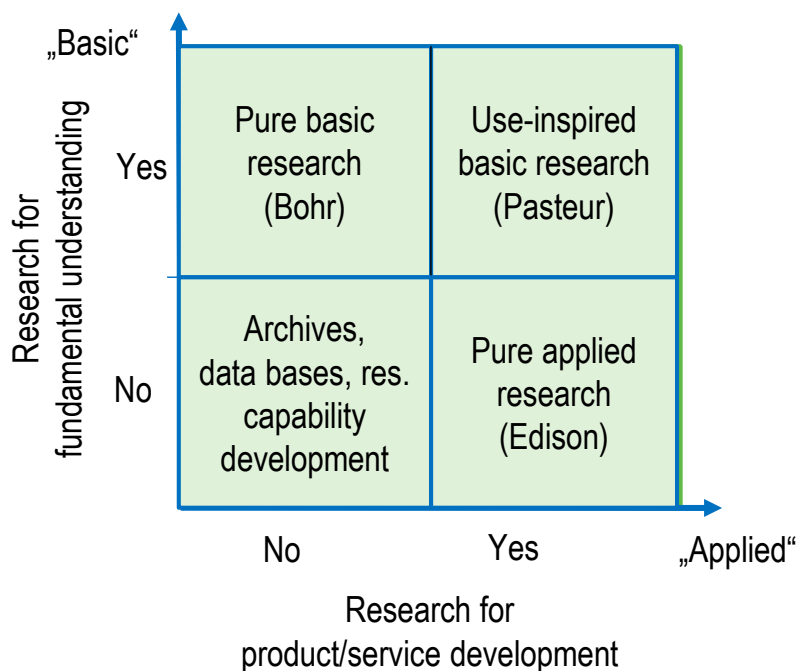 „Basic“
Research for
fundamental understanding
Yes
No
Pure basic
research
(Bohr)
Use-inspired
basic research
(Pasteur)
Archives,
data bases, res.
capability
development
Pure applied
research
(Edison)
No
Yes
„Applied“
Research for
product/service development